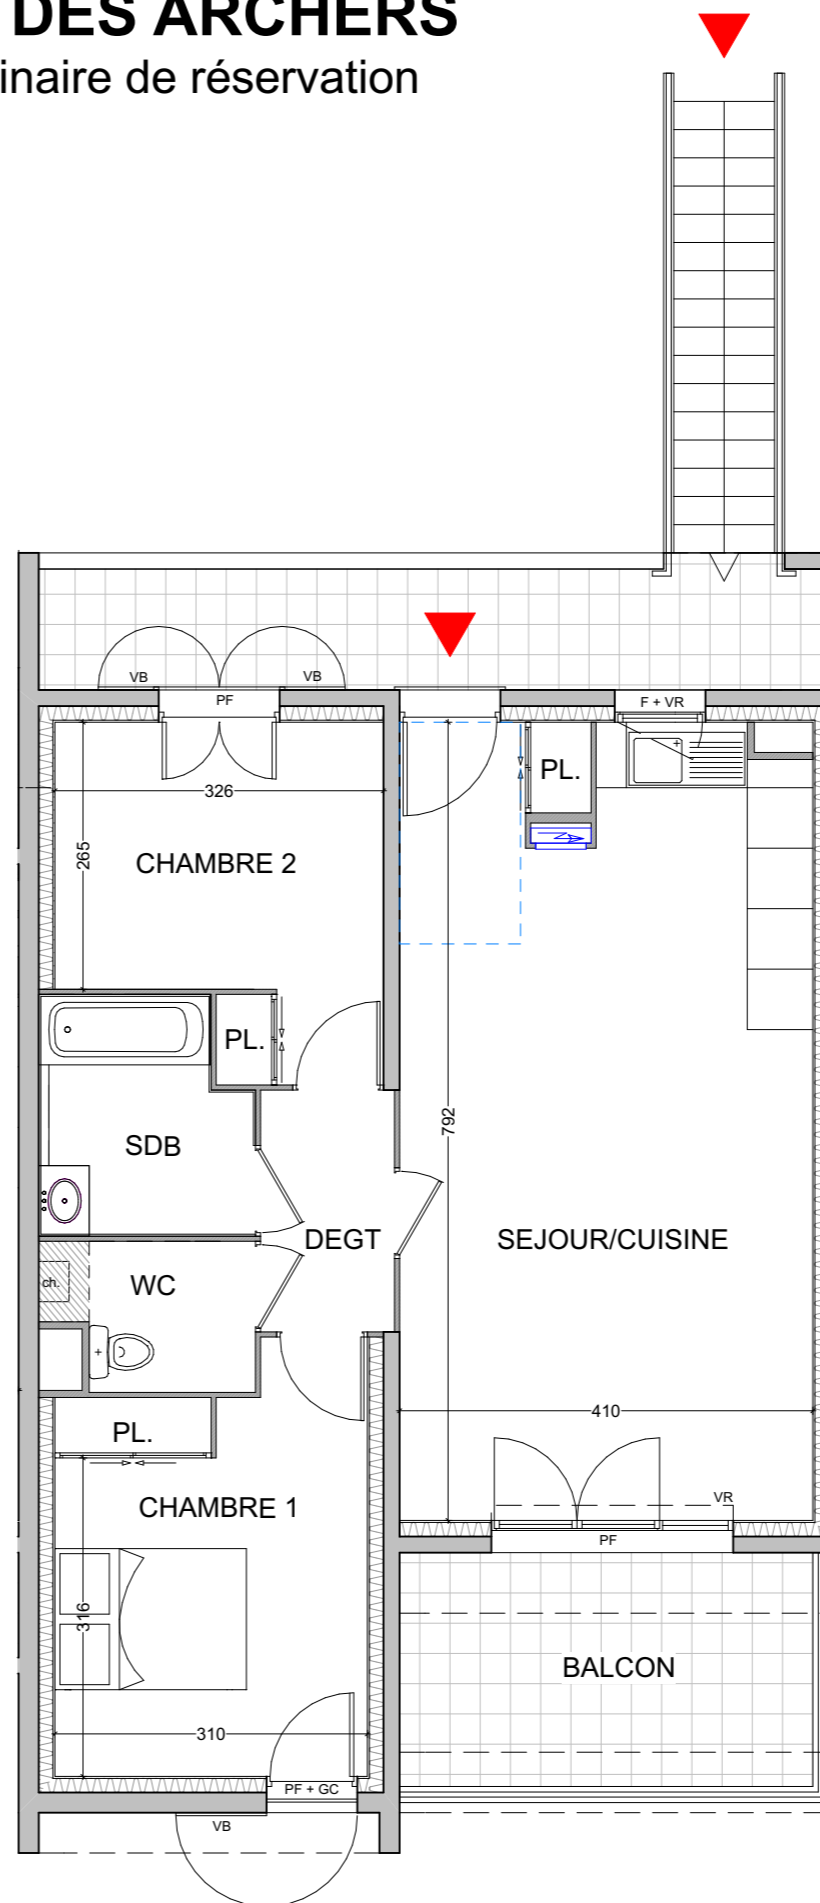 DES ARCHERS
inaire de réservation
VB
VB
PF
F + VR
PL.
326
265
CHAMBRE 2
PL.
792
SDB
DEGT
SEJOUR/CUISINE
ch.
WC
410
PL.
VR
CHAMBRE 1
PF
316
BALCON
310
PF + GC
VB